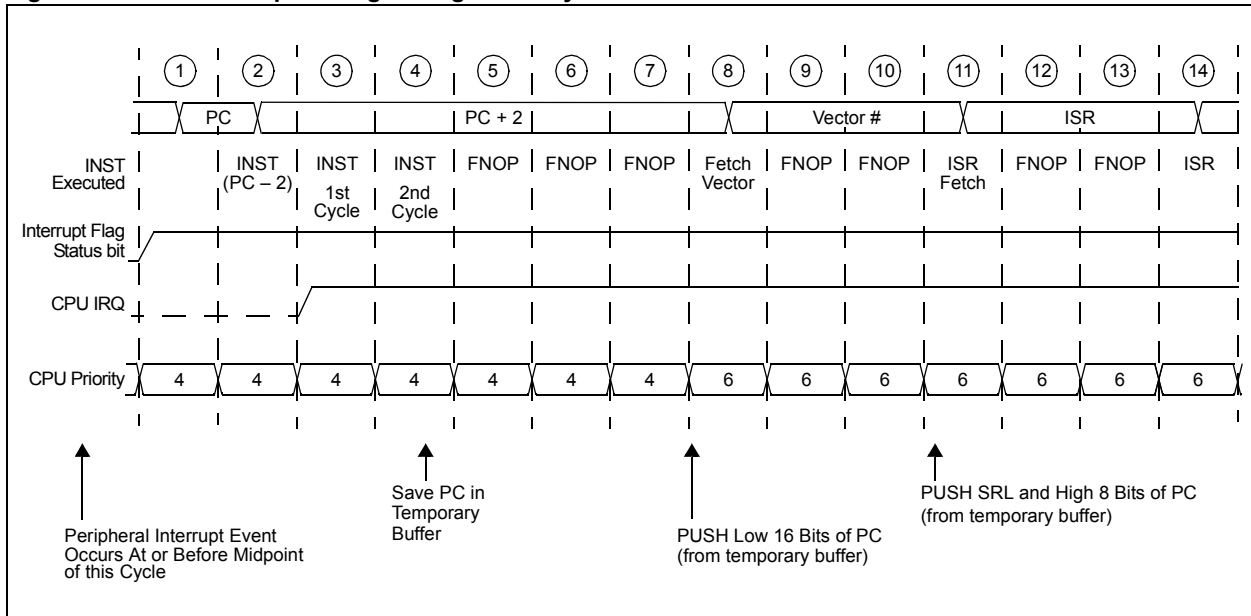 1 2 3 4 5 6 7 8 9 10 11 12 13 14
PC PC + 2 Vector # ISR
INST Executed
INST (PC – 2)
INST 1st Cycle
INST 2nd Cycle
FNOP FNOP FNOP
Fetch Vector
FNOP FNOP
ISR Fetch
FNOP FNOP ISR
Interrupt Flag
Status bit
CPU IRQ
CPU Priority 4 4 4 4 4 4 4 6 6 6 6 6 6 6
Peripheral Interrupt Event
Occurs At or Before Midpoint
of this Cycle
Save PC in
Temporary
Buffer
PUSH Low 16 Bits of PC
(from temporary buffer)
PUSH SRL and High 8 Bits of PC
(from temporary buffer)